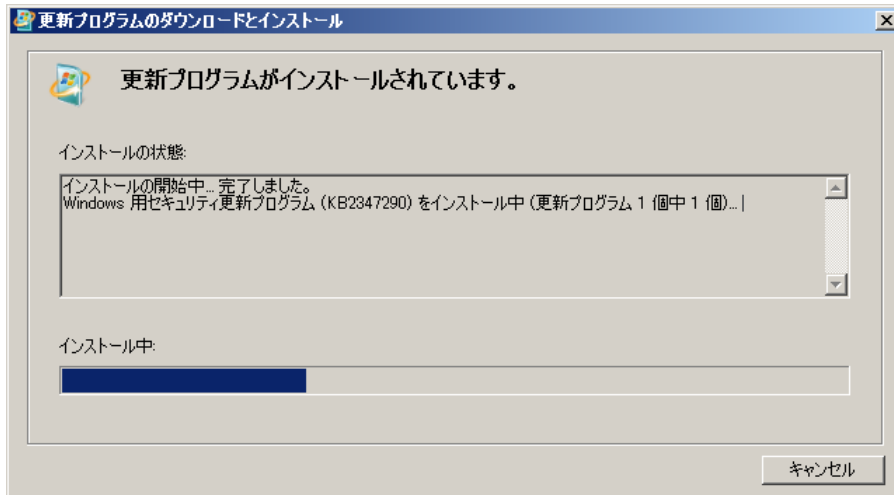 更新プログラムのダウンロードとインストール
更新プログラムがインストールされています。
インストールの状態:
インストールの開始中... 完了しました。
Windows 用セキュリティ更新プログラム (KB2347290) をインストール中 (更新プログラム 1 個中 1 個)...
インストール中:
キャンセル